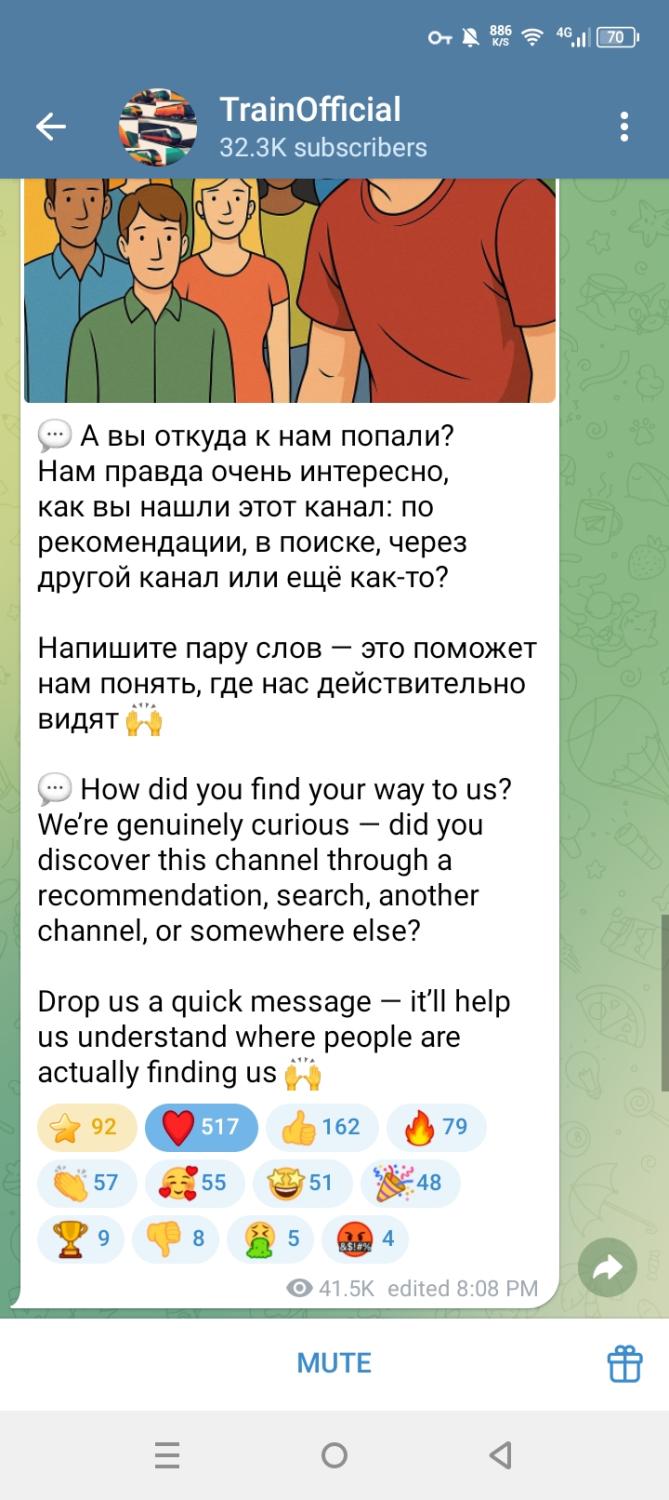 886
K/S
4G
70
TrainOfficial
32.3K subscribers
💬 А вы откуда к нам попали?
Нам правда очень интересно,
как вы нашли этот канал: по
рекомендации, в поиске, через
другой канал или ещё как-то?
Напишите пару слов — это поможет
нам понять, где нас действительно
видят 🙌
💬 How did you find your way to us?
We’re genuinely curious — did you
discover this channel through a
recommendation, search, another
channel, or somewhere else?
Drop us a quick message — it’ll help
us understand where people are
actually finding us 🙌
⭐ 92 ❤️ 517 👍 162 🔥 79
👏 57 🥰 55 🤩 51 🎉 48
🏆 9 👎 8 🤮 5 🤬 4
41.5K edited 8:08 PM
MUTE